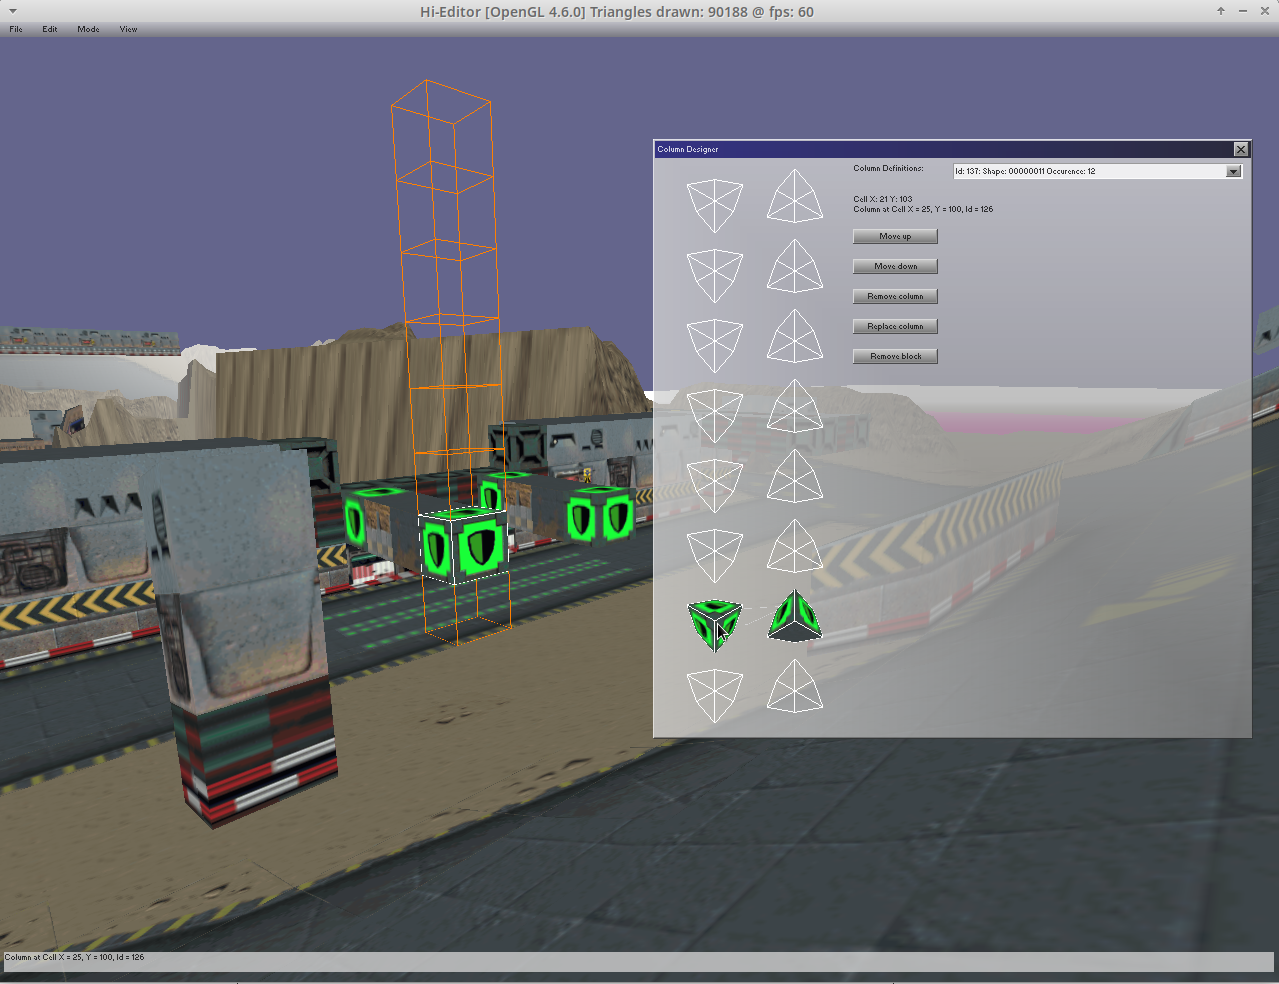 Hi-Editor [OpenGL 4.6.0] Triangles drawn: 90188 @ fps: 60
File Edit Mode View
Column Designer
Column Definitions: Id: 137: Shape: 00000011 Occurence: 12
Cell X: 21 Y: 103
Column at Cell X = 25, Y = 100, Id = 126
Move up
Move down
Remove column
Replace column
Remove block
Column at Cell X = 25, Y = 100, Id = 126